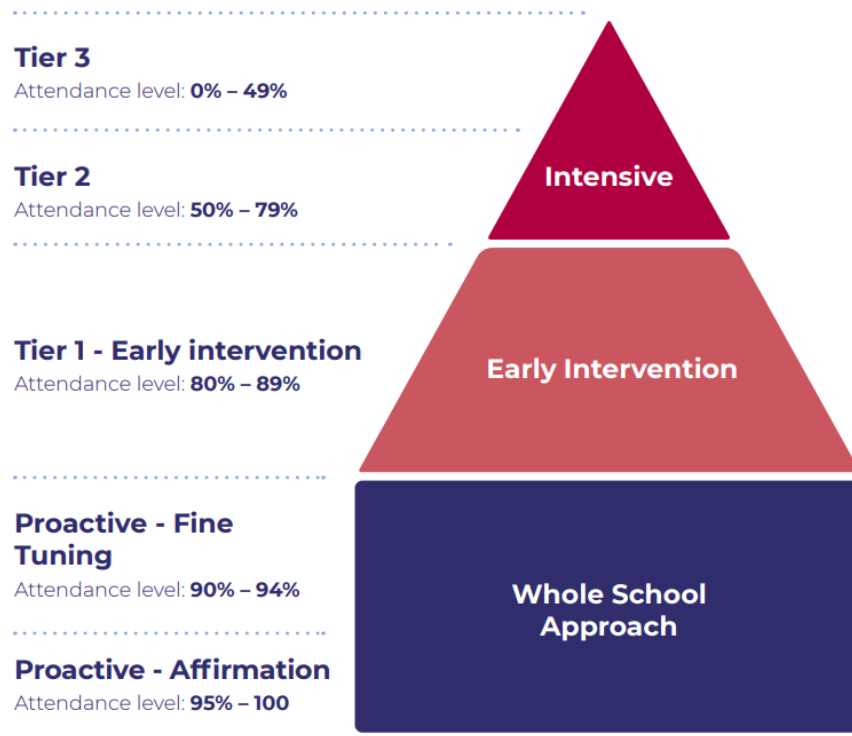 Tier 3
Attendance level: 0% – 49%
Tier 2
Attendance level: 50% – 79%
Intensive
Tier 1 - Early intervention
Attendance level: 80% – 89%
Early Intervention
Proactive - Fine
Tuning
Attendance level: 90% – 94%
Whole School
Approach
Proactive - Affirmation
Attendance level: 95% – 100